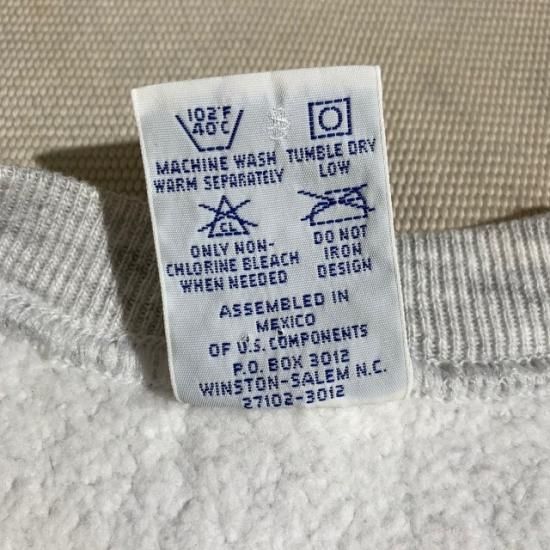 102°F
40°C
MACHINE WASH
WARM SEPARATELY
TUMBLE DRY
LOW
CL
ONLY NON-
CHLORINE BLEACH
WHEN NEEDED
DO NOT
IRON
DESIGN
ASSEMBLED IN
MEXICO
OF U.S. COMPONENTS
P.O. BOX 3012
WINSTON-SALEM N.C.
27102-3012